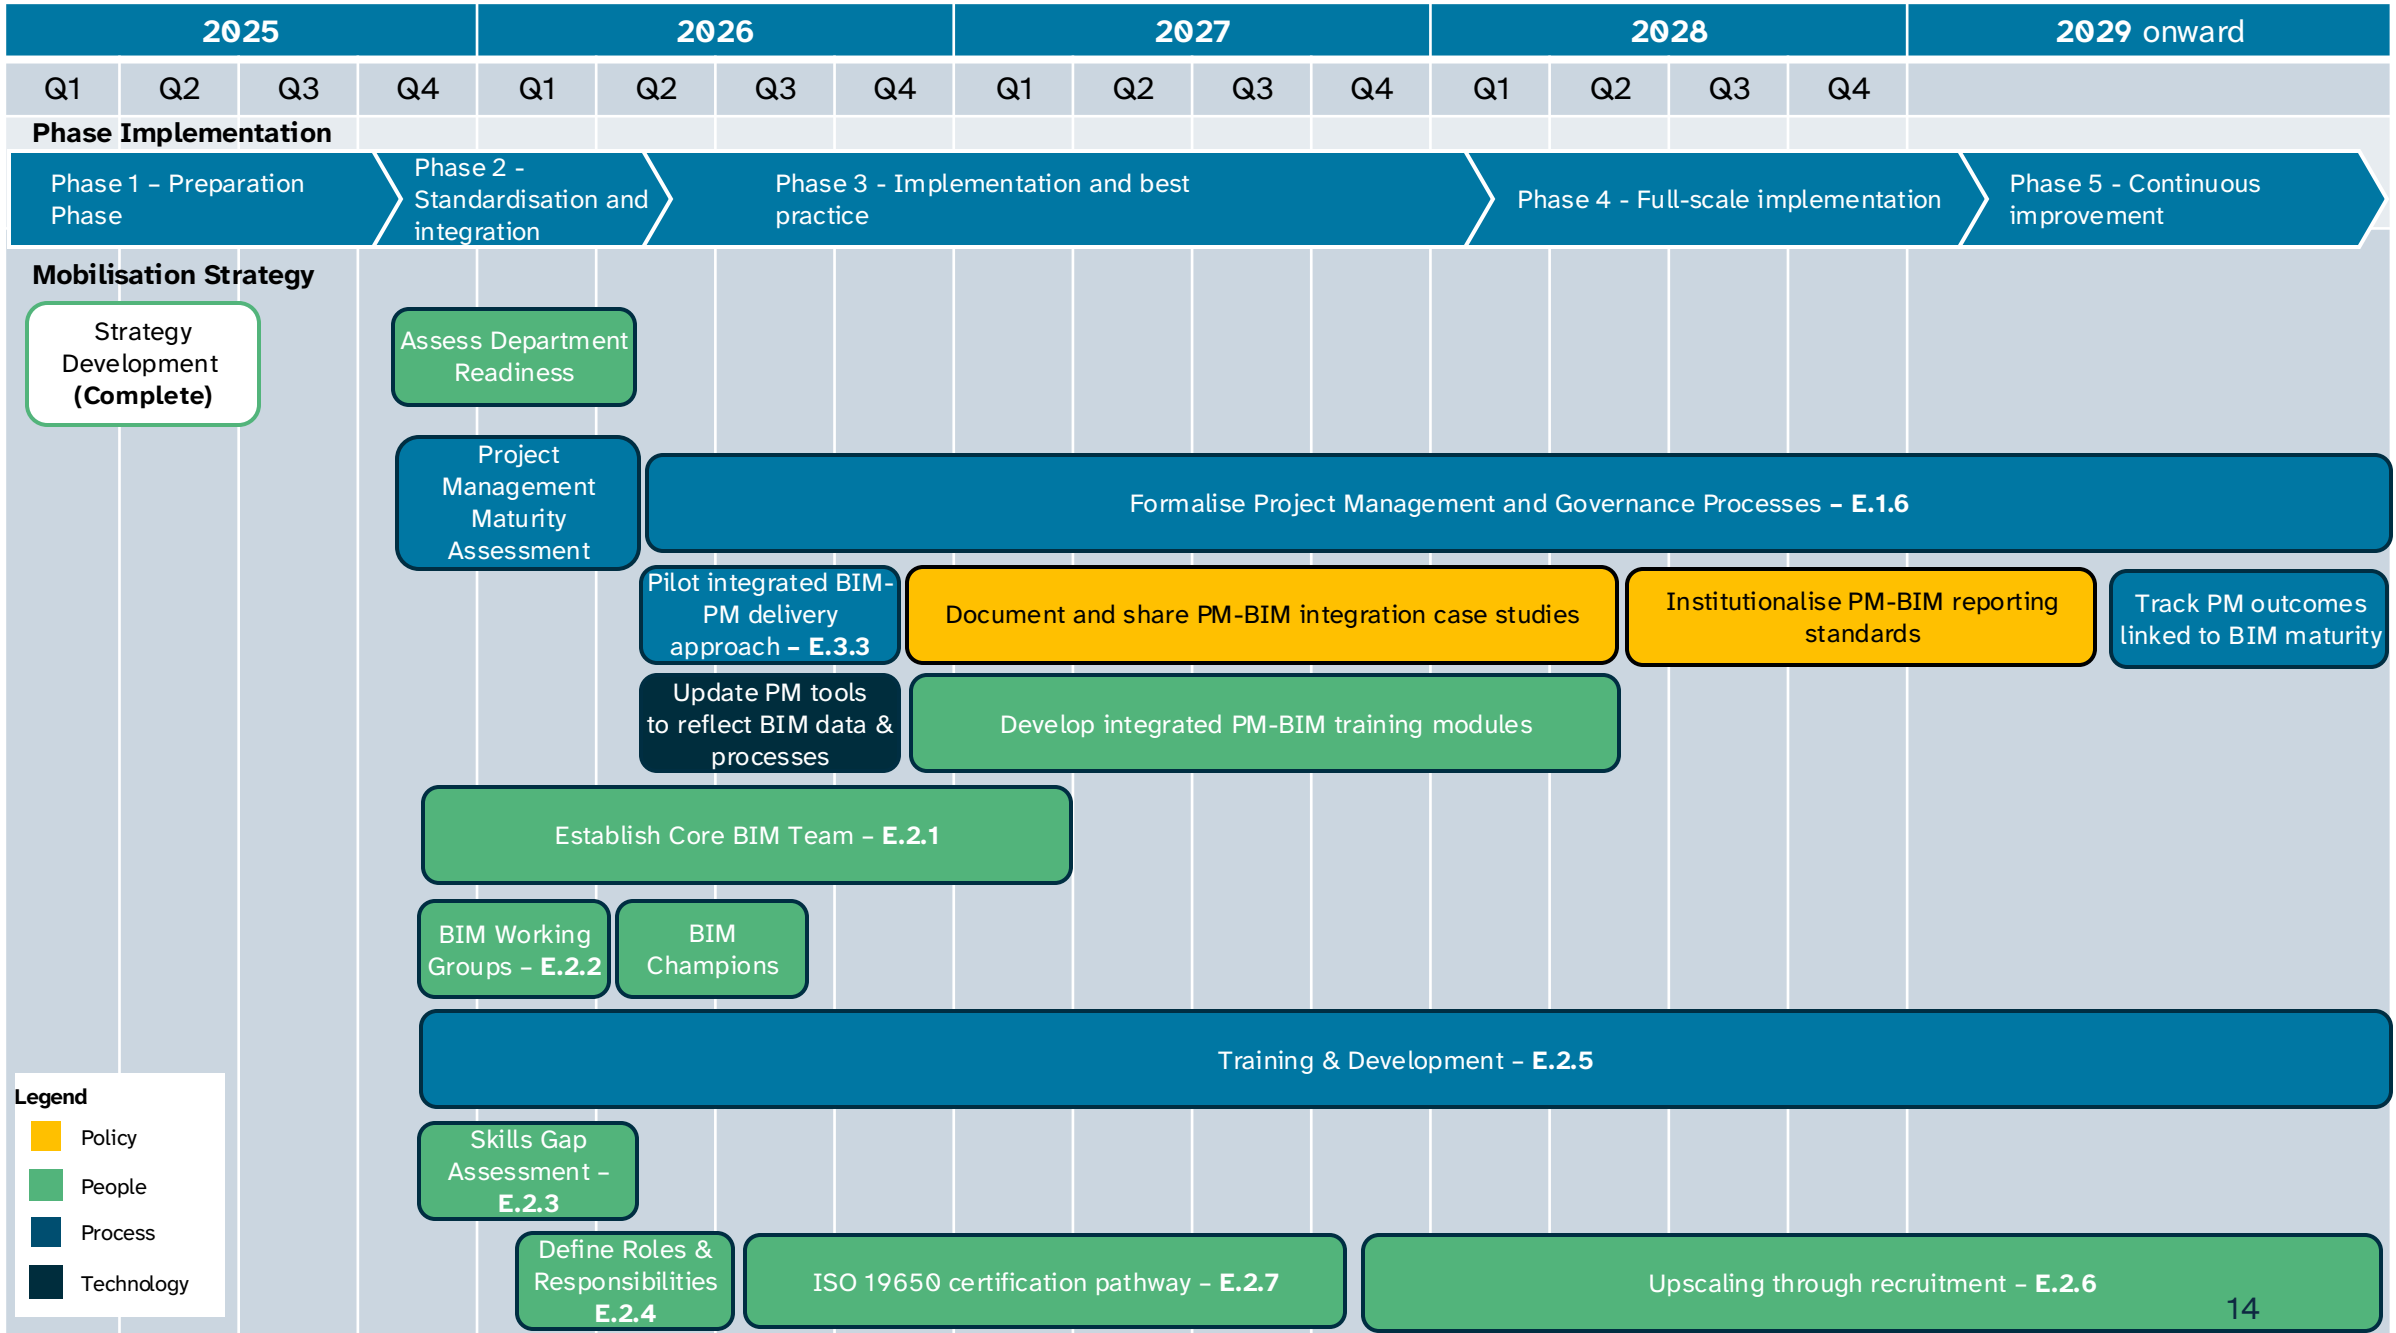 2025 2026 2027 2028 2029 onward
Q1 Q2 Q3 Q4 Q1 Q2 Q3 Q4 Q1 Q2 Q3 Q4 Q1 Q2 Q3 Q4
Phase Implementation
Phase 1 – Preparation
Phase
Phase 2 -
Standardisation and
integration
Phase 3 - Implementation and best
practice
Phase 4 - Full-scale implementation
Phase 5 - Continuous
improvement
Mobilisation Strategy
Strategy
Development
(Complete)
Assess Department
Readiness
Project
Management
Maturity
Assessment
Formalise Project Management and Governance Processes – E.1.6
Pilot integrated BIM-
PM delivery
approach – E.3.3
Document and share PM-BIM integration case studies
Institutionalise PM-BIM reporting
standards
Track PM outcomes
linked to BIM maturity
Update PM tools
to reflect BIM data &
processes
Develop integrated PM-BIM training modules
Establish Core BIM Team – E.2.1
BIM Working
Groups – E.2.2
BIM
Champions
Training & Development – E.2.5
Skills Gap
Assessment –
E.2.3
Define Roles &
Responsibilities
E.2.4
ISO 19650 certification pathway – E.2.7
Upscaling through recruitment – E.2.6
Legend
Policy
People
Process
Technology
14